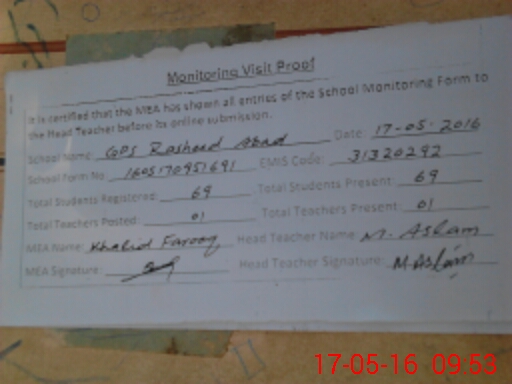 Monitoring Visit Proof
It is certified that the MEA has shown all entries of the School Monitoring Form to
the Head Teacher before its online submission.
School Name: GPS Rasheed Abad Date: 17-05-2016
School Form No 1605170951691 EMIS Code: 31320292
Total Students Registered: 69 Total Students Present: 69
Total Teachers Posted: 01 Total Teachers Present: 01
MEA Name: Khalid Farooq Head Teacher Name M. Aslam
MEA Signature: Head Teacher Signature: M Aslam
17-05-16 09:53